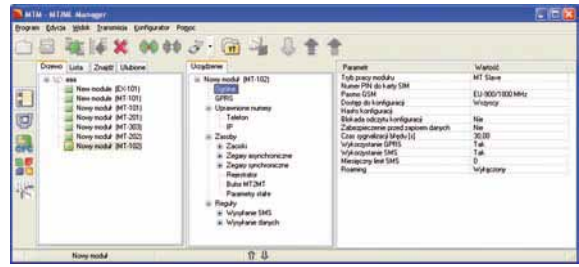 MTM - MT2ME Manager
Program Edycja Widok Transmisja Konfigurator Pomoc
Drzewo Lista Znajdź Ulubione
Urządzenie
Parametr Wartość
ess
New module (EX-101)
New moduł (MT-100)
Nowy moduł (MT-101)
Nowy moduł (MT-201)
Nowy moduł (MT-303)
Nowy moduł (MT-202)
Nowy moduł (MT-102)
Nowy moduł (MT-102)
Ogólne
GPRS
Uprawnione numery
Telefon
IP
Zasoby
Zaciski
Zegary asynchroniczne
Zegary synchroniczne
Rejestrator
Bufor MT2MT
Parametry stałe
Reguły
Wysyłanie SMS
Wysyłanie danych
Tryb pracy modułu MT Slave
Numer PIN do karty SIM
Pasmo GSM EU-900/1800 MHz
Dostęp do konfiguracji Wszyscy
Hasło konfiguracji
Blokada odczytu konfiguracji Nie
Zabezpieczenie przed zapisem danych Nie
Czas sygnalizacji błędu [s] 30,00
Wykorzystanie GPRS Tak
Wykorzystanie SMS Tak
Miesięczny limit SMS 0
Roaming Wyłączony
Nowy moduł